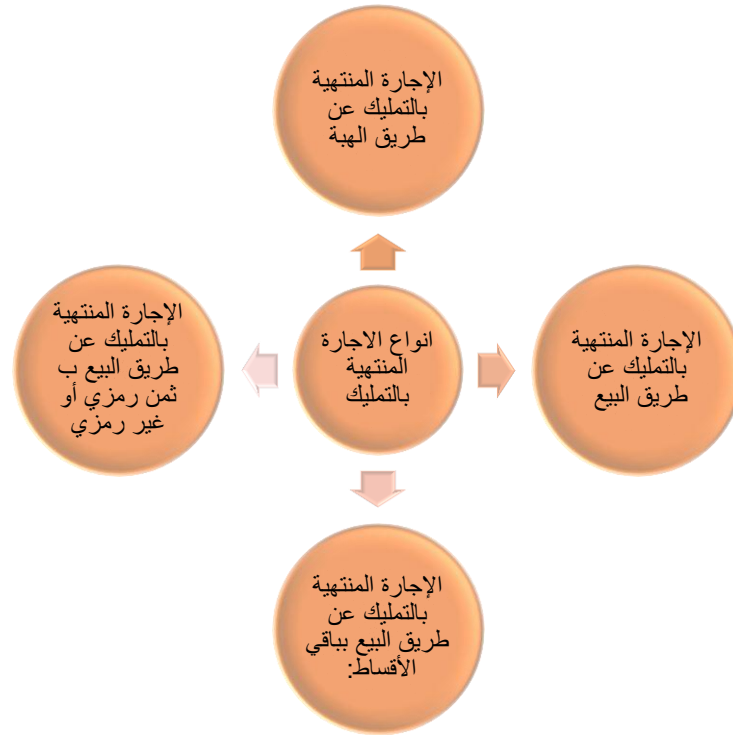 الإجارة المنتهية
بالتمليك عن
طريق الهبة
انواع الاجارة
المنتهية
بالتمليك
الإجارة المنتهية
بالتمليك عن
طريق البيع
الإجارة المنتهية
بالتمليك عن
طريق البيع ب
ثمن رمزي أو
غير رمزي
الإجارة المنتهية
بالتمليك عن
طريق البيع بباقي
الأقساط: